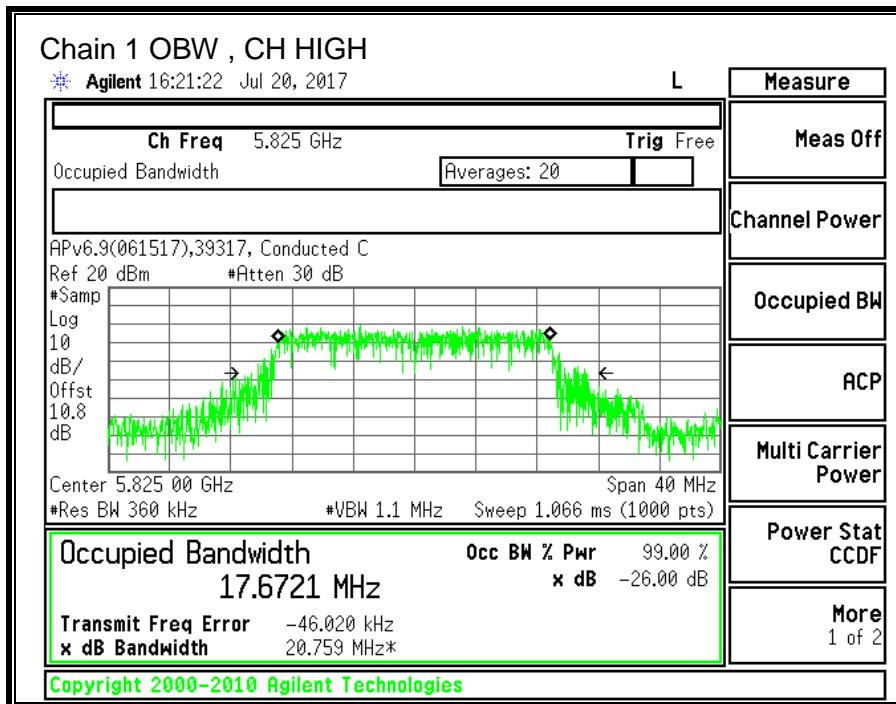 Chain 1 OBW , CH HIGH
Agilent 16:21:22 Jul 20, 2017 L
Measure
Ch Freq 5.825 GHz Trig Free
Occupied Bandwidth Averages: 20
APv6.9(061517),39317, Conducted C
Ref 20 dBm #Atten 30 dB
#Samp
Log
10
dB/
Offst
10.8
dB
Center 5.825 00 GHz Span 40 MHz
#Res BW 360 kHz #VBW 1.1 MHz Sweep 1.066 ms (1000 pts)
Occupied Bandwidth Occ BW % Pwr 99.00 %
17.6721 MHz x dB -26.00 dB
Transmit Freq Error -46.020 kHz
x dB Bandwidth 20.759 MHz*
Meas Off
Channel Power
Occupied BW
ACP
Multi Carrier
Power
Power Stat
CCDF
More
1 of 2
Copyright 2000-2010 Agilent Technologies